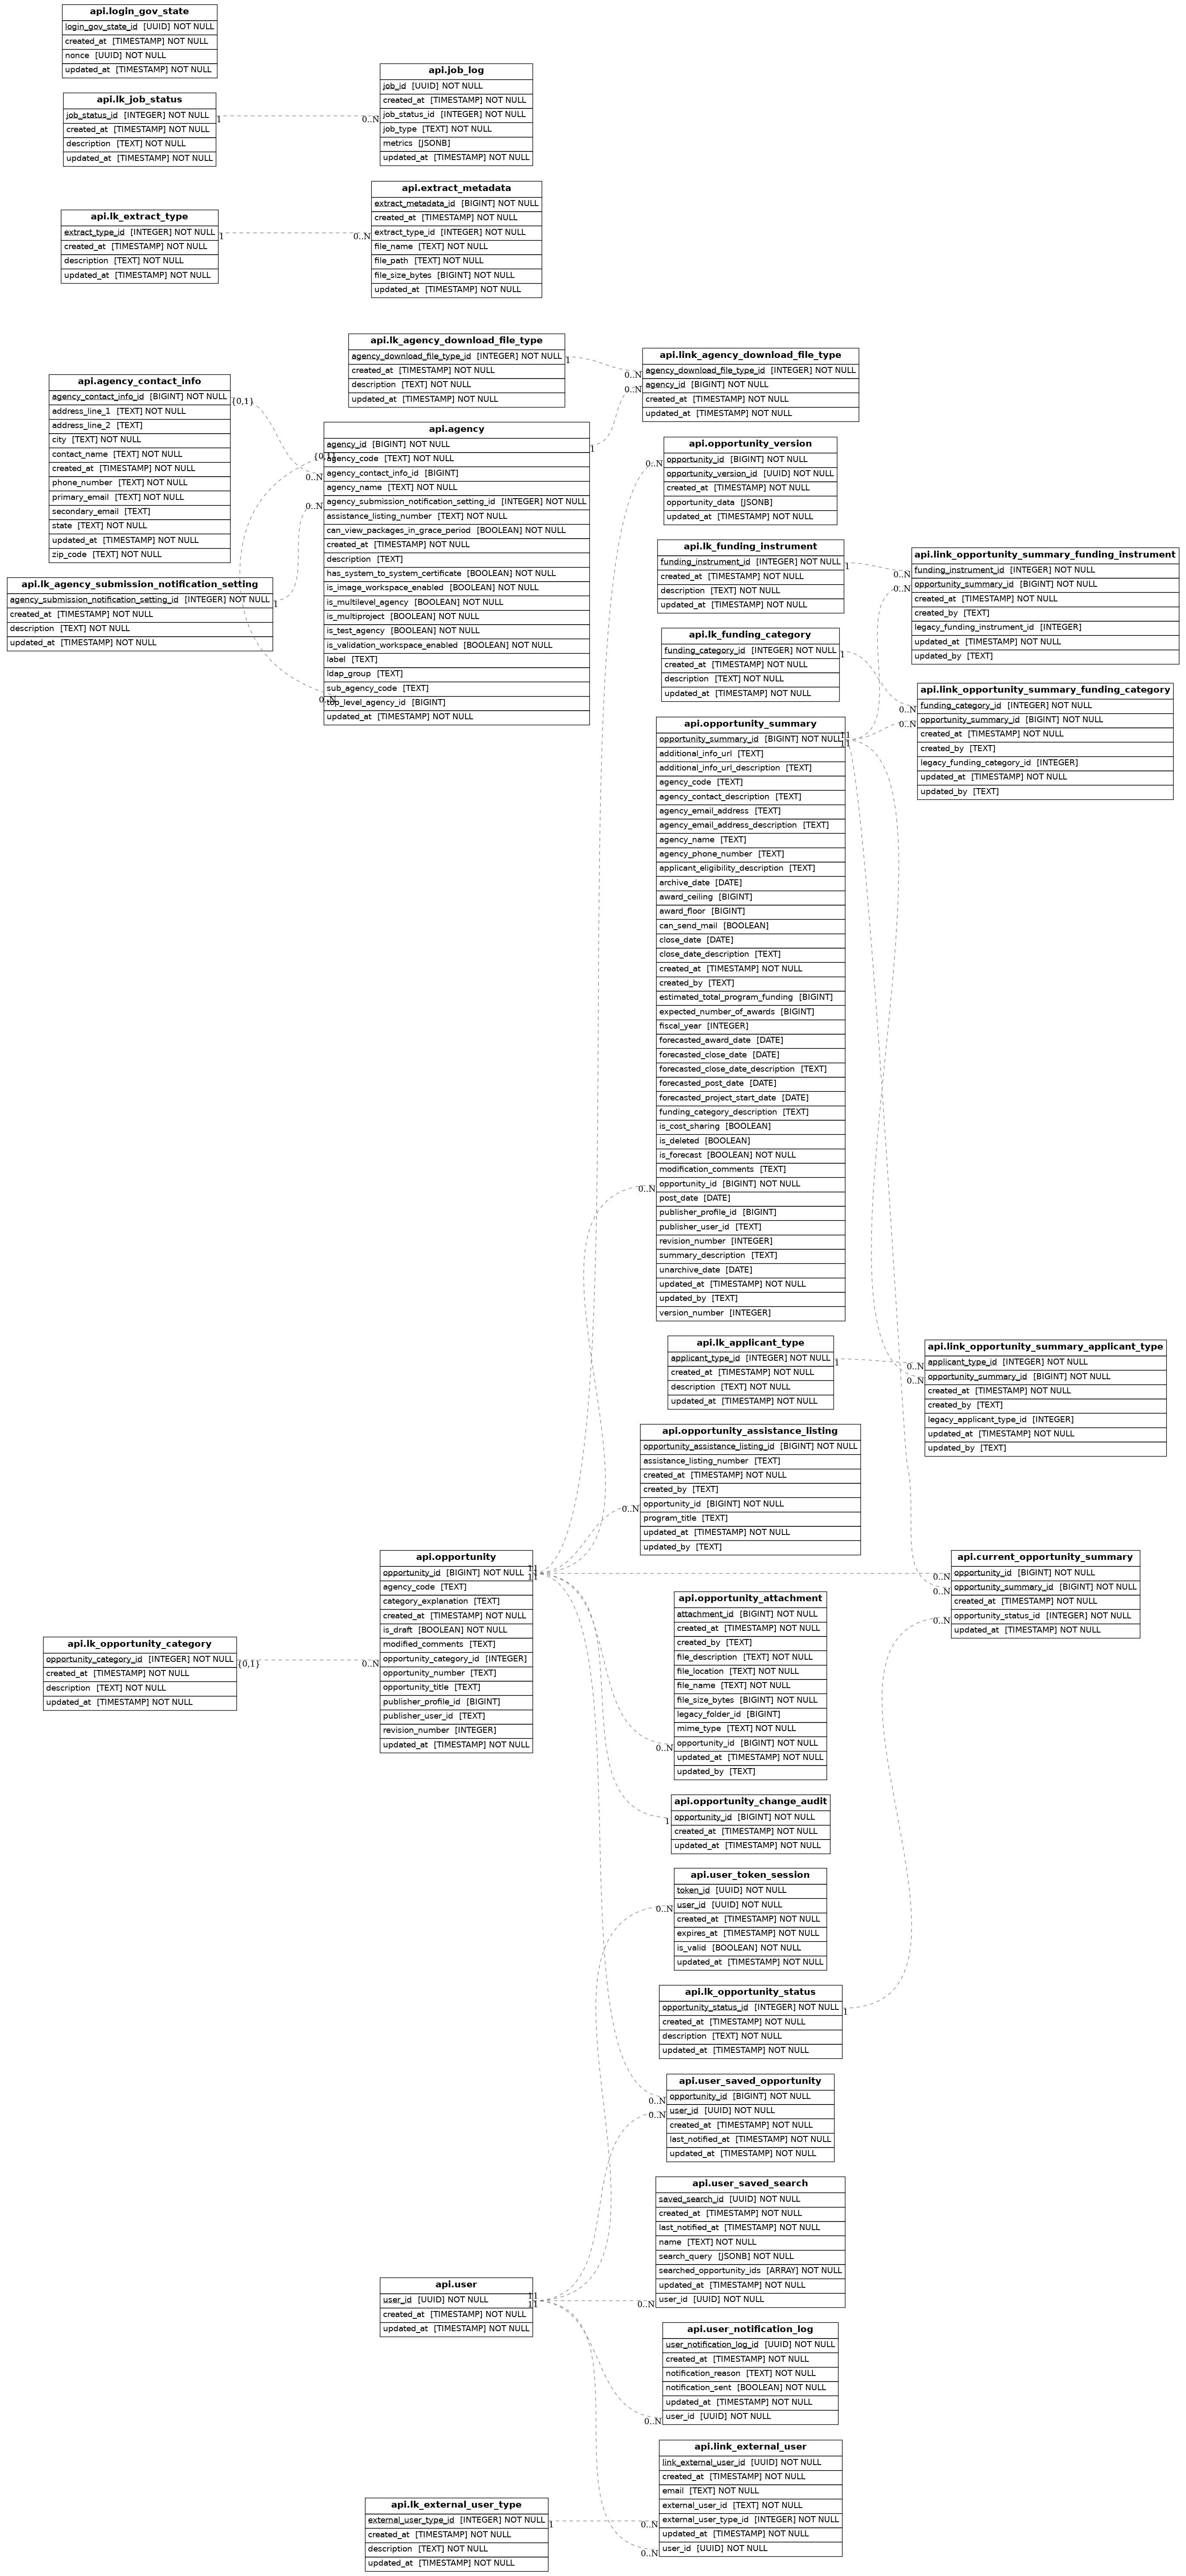 api.login_gov_state
login_gov_state_id [UUID] NOT NULL
created_at [TIMESTAMP] NOT NULL
nonce [UUID] NOT NULL
updated_at [TIMESTAMP] NOT NULL
api.job_log
job_id [UUID] NOT NULL
created_at [TIMESTAMP] NOT NULL
job_status_id [INTEGER] NOT NULL
job_type [TEXT] NOT NULL
metrics [JSONB]
updated_at [TIMESTAMP] NOT NULL
api.lk_job_status
job_status_id [INTEGER] NOT NULL
created_at [TIMESTAMP] NOT NULL
description [TEXT] NOT NULL
updated_at [TIMESTAMP] NOT NULL
1
0..N
api.extract_metadata
extract_metadata_id [BIGINT] NOT NULL
created_at [TIMESTAMP] NOT NULL
extract_type_id [INTEGER] NOT NULL
file_name [TEXT] NOT NULL
file_path [TEXT] NOT NULL
file_size_bytes [BIGINT] NOT NULL
updated_at [TIMESTAMP] NOT NULL
api.lk_extract_type
extract_type_id [INTEGER] NOT NULL
created_at [TIMESTAMP] NOT NULL
description [TEXT] NOT NULL
updated_at [TIMESTAMP] NOT NULL
1
0..N
api.lk_agency_download_file_type
agency_download_file_type_id [INTEGER] NOT NULL
created_at [TIMESTAMP] NOT NULL
description [TEXT] NOT NULL
updated_at [TIMESTAMP] NOT NULL
1
0..N
api.link_agency_download_file_type
agency_download_file_type_id [INTEGER] NOT NULL
agency_id [BIGINT] NOT NULL
created_at [TIMESTAMP] NOT NULL
updated_at [TIMESTAMP] NOT NULL
0..N
1
api.agency_contact_info
agency_contact_info_id [BIGINT] NOT NULL
address_line_1 [TEXT] NOT NULL
address_line_2 [TEXT]
city [TEXT] NOT NULL
contact_name [TEXT] NOT NULL
created_at [TIMESTAMP] NOT NULL
phone_number [TEXT] NOT NULL
primary_email [TEXT] NOT NULL
secondary_email [TEXT]
state [TEXT] NOT NULL
updated_at [TIMESTAMP] NOT NULL
zip_code [TEXT] NOT NULL
{0,1}
0..N
api.agency
agency_id [BIGINT] NOT NULL
agency_code [TEXT] NOT NULL
agency_contact_info_id [BIGINT]
agency_name [TEXT] NOT NULL
agency_submission_notification_setting_id [INTEGER] NOT NULL
assistance_listing_number [TEXT] NOT NULL
can_view_packages_in_grace_period [BOOLEAN] NOT NULL
created_at [TIMESTAMP] NOT NULL
description [TEXT]
has_system_to_system_certificate [BOOLEAN] NOT NULL
is_image_workspace_enabled [BOOLEAN] NOT NULL
is_multilevel_agency [BOOLEAN] NOT NULL
is_multiproject [BOOLEAN] NOT NULL
is_test_agency [BOOLEAN] NOT NULL
is_validation_workspace_enabled [BOOLEAN] NOT NULL
label [TEXT]
ldap_group [TEXT]
sub_agency_code [TEXT]
top_level_agency_id [BIGINT]
updated_at [TIMESTAMP] NOT NULL
{0,1}
0..N
api.lk_agency_submission_notification_setting
agency_submission_notification_setting_id [INTEGER] NOT NULL
created_at [TIMESTAMP] NOT NULL
description [TEXT] NOT NULL
updated_at [TIMESTAMP] NOT NULL
1
0..N
api.opportunity_version
opportunity_id [BIGINT] NOT NULL
opportunity_version_id [UUID] NOT NULL
created_at [TIMESTAMP] NOT NULL
opportunity_data [JSONB]
updated_at [TIMESTAMP] NOT NULL
0..N
api.lk_funding_instrument
funding_instrument_id [INTEGER] NOT NULL
created_at [TIMESTAMP] NOT NULL
description [TEXT] NOT NULL
updated_at [TIMESTAMP] NOT NULL
1
0..N
0..N
api.link_opportunity_summary_funding_instrument
funding_instrument_id [INTEGER] NOT NULL
opportunity_summary_id [BIGINT] NOT NULL
created_at [TIMESTAMP] NOT NULL
created_by [TEXT]
legacy_funding_instrument_id [INTEGER]
updated_at [TIMESTAMP] NOT NULL
updated_by [TEXT]
api.lk_funding_category
funding_category_id [INTEGER] NOT NULL
created_at [TIMESTAMP] NOT NULL
description [TEXT] NOT NULL
updated_at [TIMESTAMP] NOT NULL
1
0..N
0..N
api.link_opportunity_summary_funding_category
funding_category_id [INTEGER] NOT NULL
opportunity_summary_id [BIGINT] NOT NULL
created_at [TIMESTAMP] NOT NULL
created_by [TEXT]
legacy_funding_category_id [INTEGER]
updated_at [TIMESTAMP] NOT NULL
updated_by [TEXT]
api.opportunity_summary
opportunity_summary_id [BIGINT] NOT NULL
additional_info_url [TEXT]
additional_info_url_description [TEXT]
agency_code [TEXT]
agency_contact_description [TEXT]
agency_email_address [TEXT]
agency_email_address_description [TEXT]
agency_name [TEXT]
agency_phone_number [TEXT]
applicant_eligibility_description [TEXT]
archive_date [DATE]
award_ceiling [BIGINT]
award_floor [BIGINT]
can_send_mail [BOOLEAN]
close_date [DATE]
close_date_description [TEXT]
created_at [TIMESTAMP] NOT NULL
created_by [TEXT]
estimated_total_program_funding [BIGINT]
expected_number_of_awards [BIGINT]
fiscal_year [INTEGER]
forecasted_award_date [DATE]
forecasted_close_date [DATE]
forecasted_close_date_description [TEXT]
forecasted_post_date [DATE]
forecasted_project_start_date [DATE]
funding_category_description [TEXT]
is_cost_sharing [BOOLEAN]
is_deleted [BOOLEAN]
is_forecast [BOOLEAN] NOT NULL
modification_comments [TEXT]
opportunity_id [BIGINT] NOT NULL
post_date [DATE]
publisher_profile_id [BIGINT]
publisher_user_id [TEXT]
revision_number [INTEGER]
summary_description [TEXT]
unarchive_date [DATE]
updated_at [TIMESTAMP] NOT NULL
updated_by [TEXT]
version_number [INTEGER]
11
11
0..N
api.lk_applicant_type
applicant_type_id [INTEGER] NOT NULL
created_at [TIMESTAMP] NOT NULL
description [TEXT] NOT NULL
updated_at [TIMESTAMP] NOT NULL
1
0..N
0..N
api.link_opportunity_summary_applicant_type
applicant_type_id [INTEGER] NOT NULL
opportunity_summary_id [BIGINT] NOT NULL
created_at [TIMESTAMP] NOT NULL
created_by [TEXT]
legacy_applicant_type_id [INTEGER]
updated_at [TIMESTAMP] NOT NULL
updated_by [TEXT]
api.opportunity_assistance_listing
opportunity_assistance_listing_id [BIGINT] NOT NULL
assistance_listing_number [TEXT]
created_at [TIMESTAMP] NOT NULL
created_by [TEXT]
opportunity_id [BIGINT] NOT NULL
program_title [TEXT]
updated_at [TIMESTAMP] NOT NULL
updated_by [TEXT]
0..N
api.opportunity
opportunity_id [BIGINT] NOT NULL
agency_code [TEXT]
category_explanation [TEXT]
created_at [TIMESTAMP] NOT NULL
is_draft [BOOLEAN] NOT NULL
modified_comments [TEXT]
opportunity_category_id [INTEGER]
opportunity_number [TEXT]
opportunity_title [TEXT]
publisher_profile_id [BIGINT]
publisher_user_id [TEXT]
revision_number [INTEGER]
updated_at [TIMESTAMP] NOT NULL
11
11
api.current_opportunity_summary
opportunity_id [BIGINT] NOT NULL
opportunity_summary_id [BIGINT] NOT NULL
created_at [TIMESTAMP] NOT NULL
opportunity_status_id [INTEGER] NOT NULL
updated_at [TIMESTAMP] NOT NULL
0..N
0..N
0..N
api.lk_opportunity_category
opportunity_category_id [INTEGER] NOT NULL
created_at [TIMESTAMP] NOT NULL
description [TEXT] NOT NULL
updated_at [TIMESTAMP] NOT NULL
{0,1}
0..N
api.opportunity_attachment
attachment_id [BIGINT] NOT NULL
created_at [TIMESTAMP] NOT NULL
created_by [TEXT]
file_description [TEXT] NOT NULL
file_location [TEXT] NOT NULL
file_name [TEXT] NOT NULL
file_size_bytes [BIGINT] NOT NULL
legacy_folder_id [BIGINT]
mime_type [TEXT] NOT NULL
opportunity_id [BIGINT] NOT NULL
updated_at [TIMESTAMP] NOT NULL
updated_by [TEXT]
0..N
api.opportunity_change_audit
opportunity_id [BIGINT] NOT NULL
created_at [TIMESTAMP] NOT NULL
updated_at [TIMESTAMP] NOT NULL
1
api.user_token_session
token_id [UUID] NOT NULL
user_id [UUID] NOT NULL
created_at [TIMESTAMP] NOT NULL
expires_at [TIMESTAMP] NOT NULL
is_valid [BOOLEAN] NOT NULL
updated_at [TIMESTAMP] NOT NULL
0..N
api.lk_opportunity_status
opportunity_status_id [INTEGER] NOT NULL
created_at [TIMESTAMP] NOT NULL
description [TEXT] NOT NULL
updated_at [TIMESTAMP] NOT NULL
1
api.user_saved_opportunity
opportunity_id [BIGINT] NOT NULL
user_id [UUID] NOT NULL
created_at [TIMESTAMP] NOT NULL
last_notified_at [TIMESTAMP] NOT NULL
updated_at [TIMESTAMP] NOT NULL
0..N
0..N
api.user_saved_search
saved_search_id [UUID] NOT NULL
created_at [TIMESTAMP] NOT NULL
last_notified_at [TIMESTAMP] NOT NULL
name [TEXT] NOT NULL
search_query [JSONB] NOT NULL
searched_opportunity_ids [ARRAY] NOT NULL
updated_at [TIMESTAMP] NOT NULL
user_id [UUID] NOT NULL
0..N
api.user
user_id [UUID] NOT NULL
created_at [TIMESTAMP] NOT NULL
updated_at [TIMESTAMP] NOT NULL
11
11
api.user_notification_log
user_notification_log_id [UUID] NOT NULL
created_at [TIMESTAMP] NOT NULL
notification_reason [TEXT] NOT NULL
notification_sent [BOOLEAN] NOT NULL
updated_at [TIMESTAMP] NOT NULL
user_id [UUID] NOT NULL
0..N
api.link_external_user
link_external_user_id [UUID] NOT NULL
created_at [TIMESTAMP] NOT NULL
email [TEXT] NOT NULL
external_user_id [TEXT] NOT NULL
external_user_type_id [INTEGER] NOT NULL
updated_at [TIMESTAMP] NOT NULL
user_id [UUID] NOT NULL
0..N
0..N
api.lk_external_user_type
external_user_type_id [INTEGER] NOT NULL
created_at [TIMESTAMP] NOT NULL
description [TEXT] NOT NULL
updated_at [TIMESTAMP] NOT NULL
1